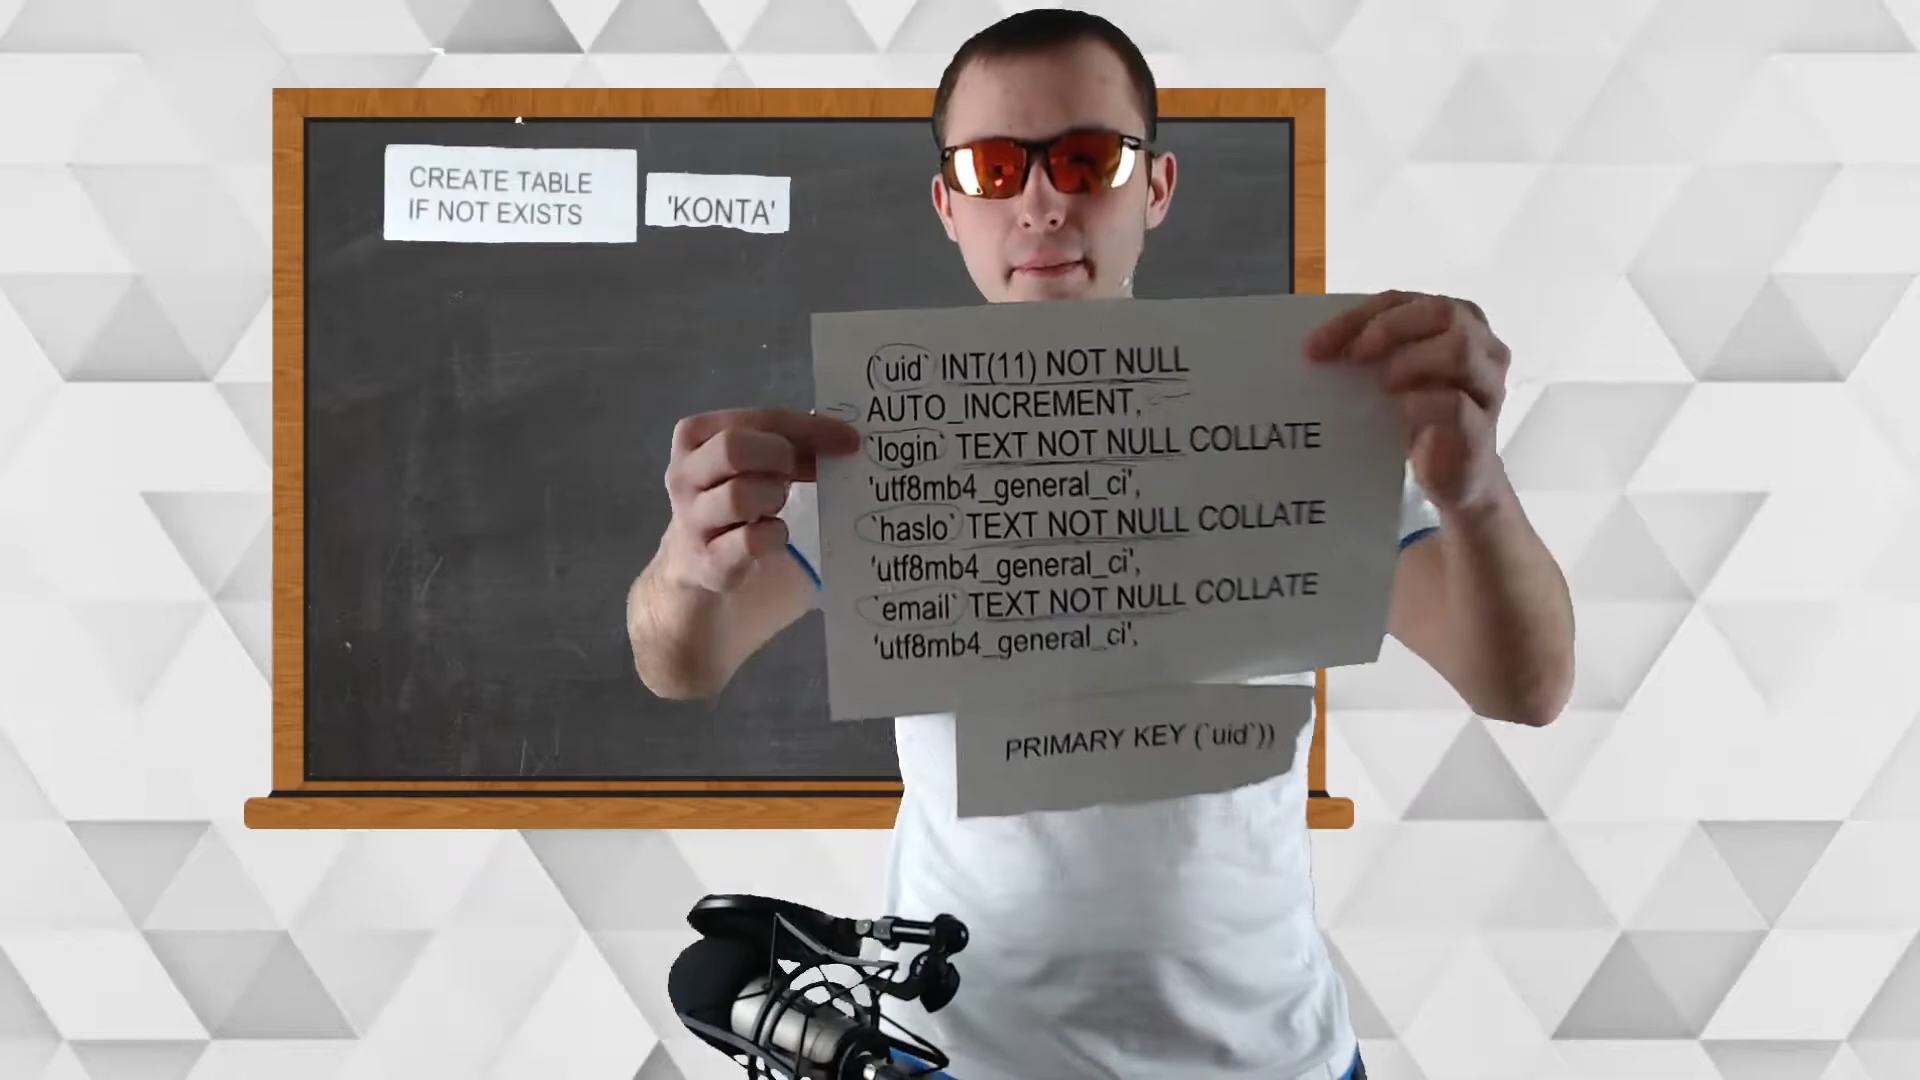 CREATE TABLE
IF NOT EXISTS
'KONTA'
(`uid` INT(11) NOT NULL
AUTO_INCREMENT,
`login` TEXT NOT NULL COLLATE
'utf8mb4_general_ci',
`haslo` TEXT NOT NULL COLLATE
'utf8mb4_general_ci',
`email` TEXT NOT NULL COLLATE
'utf8mb4_general_ci',
PRIMARY KEY (`uid`))